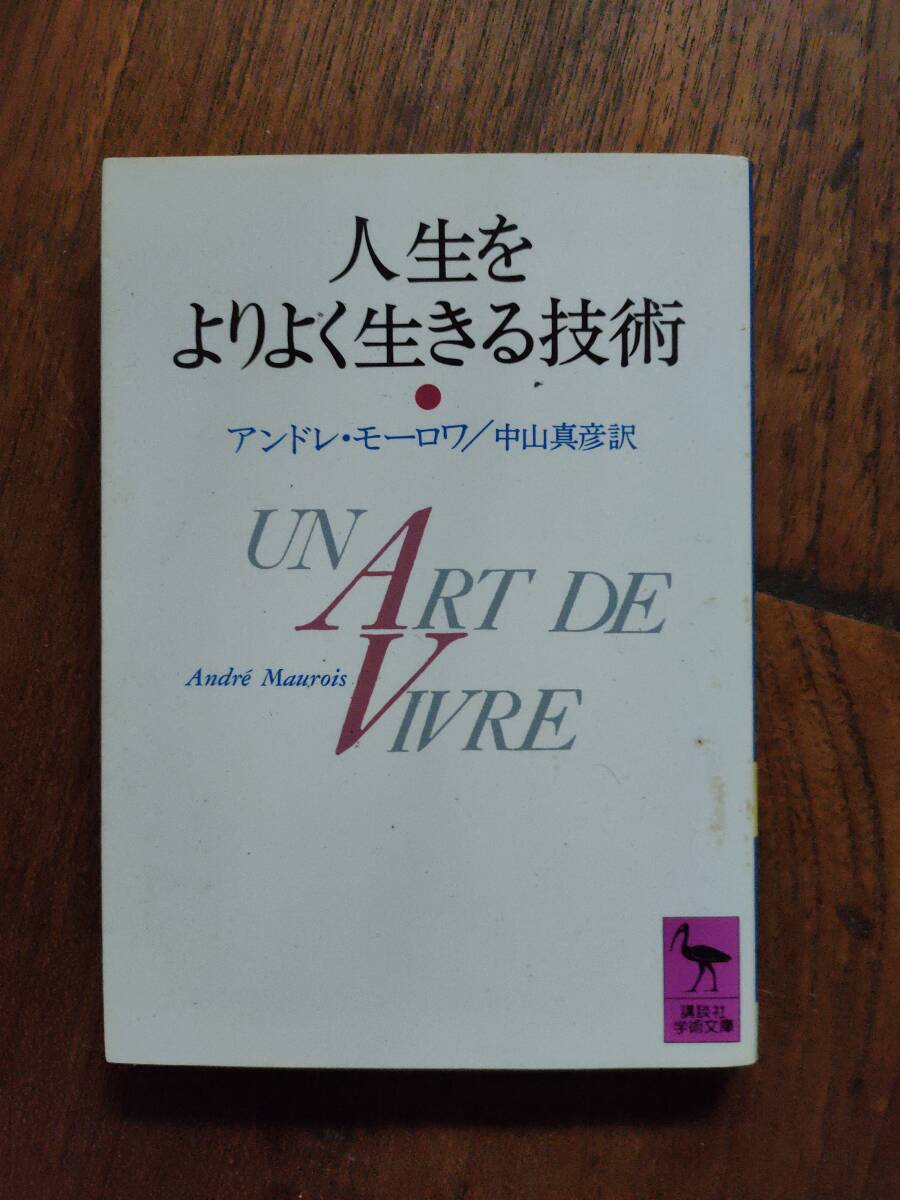 人生を
よりよく生きる技術
アンドレ・モーロワ/中山真彦訳
UN ART DE
André Maurois
VIVRE
講談社
学術文庫